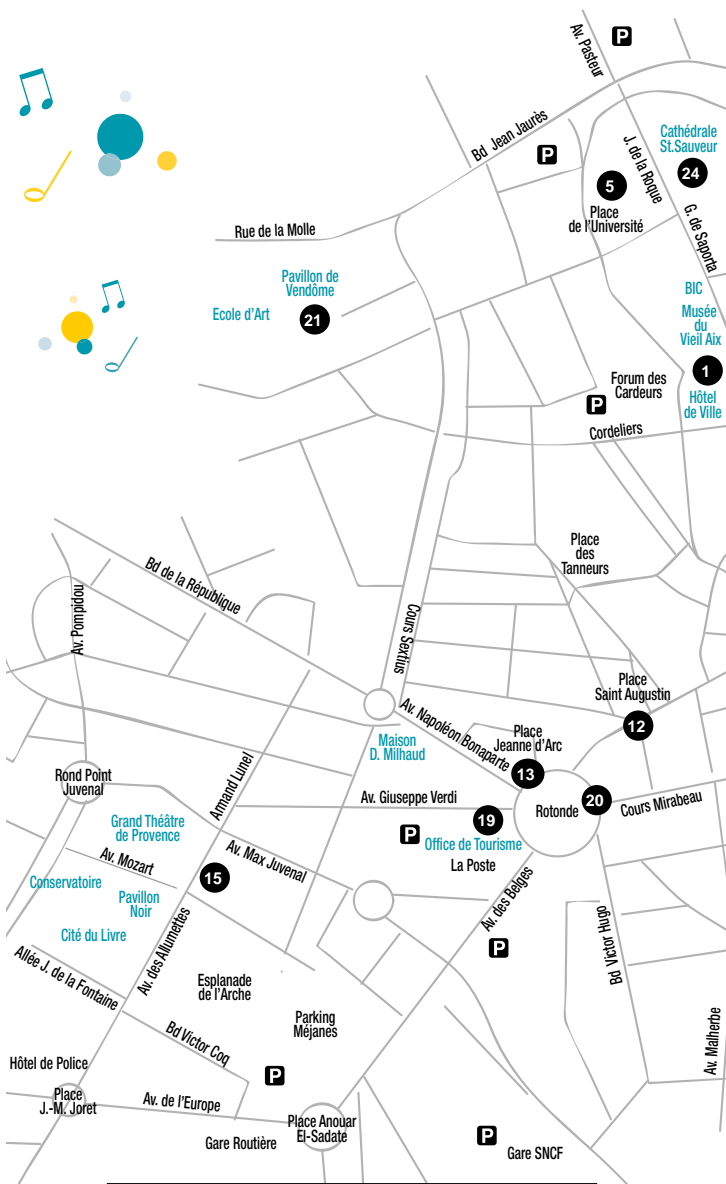 Av. Pasteur
P
Bd Jean Jaurès
P
J. de la Roque
Cathédrale
St.Sauveur
24
5
Place
de l'Université
G. de Saporta
Rue de la Molle
Pavillon de
Vendôme
Ecole d'Art
21
BIC
Musée
du
Vieil Aix
1
Hôtel
de Ville
Forum des
Cardeurs
P
Cordeliers
Place
des
Tanneurs
Bd de la République
Av. Pompidou
Cours Sextius
Place
Saint Augustin
12
Av. Napoléon Bonaparte
Place
Jeanne d'Arc
13
Maison
D. Milhaud
Rond Point
Juvenal
Armand Lunel
Av. Giuseppe Verdi
Rotonde
20
Cours Mirabeau
19
P
Office de Tourisme
La Poste
Grand Théâtre
de Provence
Av. Mozart
Av. Max Juvenal
15
Conservatoire
Pavillon
Noir
Cité du Livre
Av. des Belges
P
Bd Victor Hugo
Allée J. de la Fontaine
Av. des Allumettes
Esplanade
de l'Arche
Parking
Méjanes
Bd Victor Coq
Av. Malherbe
Hôtel de Police
P
Place
J.-M. Joret
Av. de l'Europe
Place Anouar
El-Sadate
Gare Routière
P
Gare SNCF